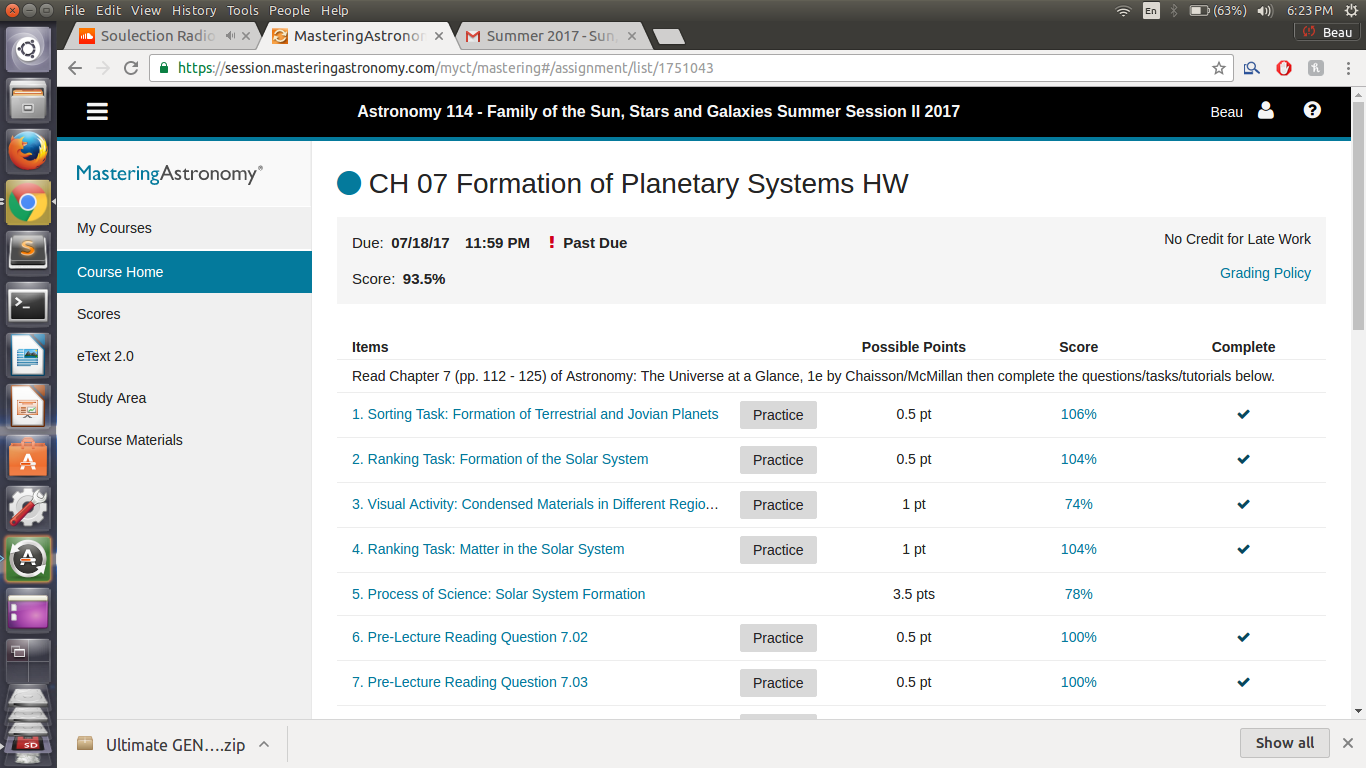 File Edit View History Tools People Help
En (63%) 6:23 PM
Soulection Radio
MasteringAstronor
Summer 2017 - Sun,
Beau
https://session.masteringastronomy.com/myct/mastering#/assignment/list/1751043
Astronomy 114 - Family of the Sun, Stars and Galaxies Summer Session II 2017
Beau
MasteringAstronomy®
My Courses
Course Home
Scores
eText 2.0
Study Area
Course Materials
CH 07 Formation of Planetary Systems HW
Due: 07/18/17 11:59 PM ! Past Due
No Credit for Late Work
Score: 93.5%
Grading Policy
Items Possible Points Score Complete
Read Chapter 7 (pp. 112 - 125) of Astronomy: The Universe at a Glance, 1e by Chaisson/McMillan then complete the questions/tasks/tutorials below.
1. Sorting Task: Formation of Terrestrial and Jovian Planets Practice 0.5 pt 106%
2. Ranking Task: Formation of the Solar System Practice 0.5 pt 104%
3. Visual Activity: Condensed Materials in Different Regio... Practice 1 pt 74%
4. Ranking Task: Matter in the Solar System Practice 1 pt 104%
5. Process of Science: Solar System Formation 3.5 pts 78%
6. Pre-Lecture Reading Question 7.02 Practice 0.5 pt 100%
7. Pre-Lecture Reading Question 7.03 Practice 0.5 pt 100%
SD
Ultimate GEN....zip
Show all